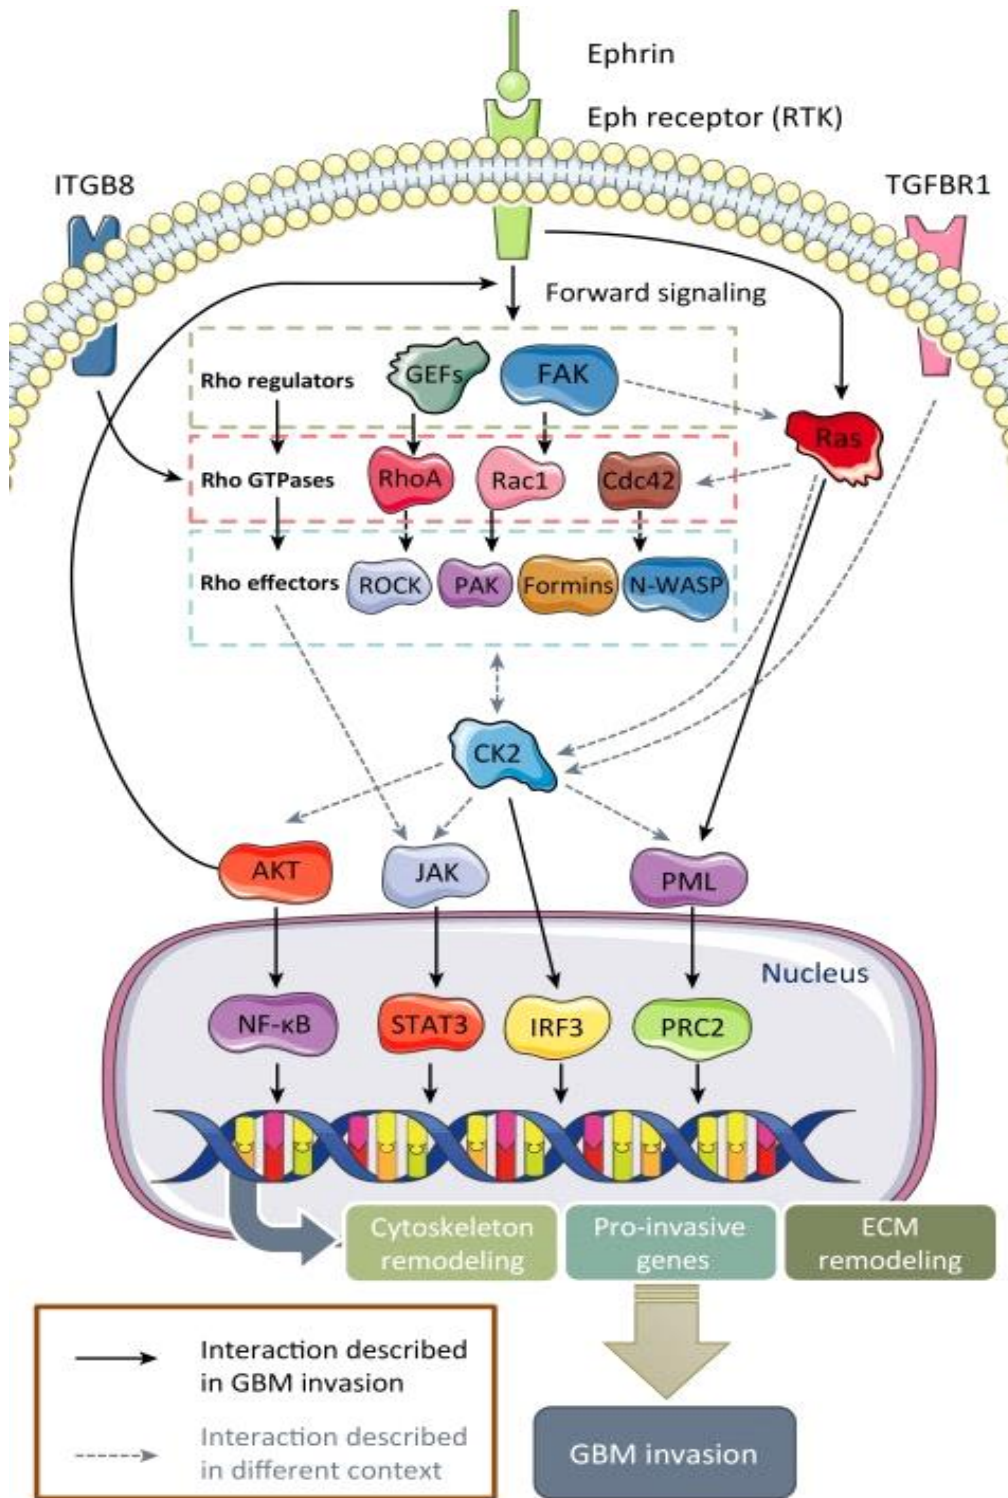 Ephrin
Eph receptor (RTK)
ITGB8
TGFBR1
Forward signaling
Rho regulators
GEFs
FAK
Ras
Rho GTPases
RhoA
Rac1
Cdc42
Rho effectors
ROCK
PAK
Formins
N-WASP
CK2
AKT
JAK
PML
Nucleus
NF-κB
STAT3
IRF3
PRC2
Cytoskeleton
remodeling
Pro-invasive
genes
ECM
remodeling
Interaction described
in GBM invasion
Interaction described
in different context
GBM invasion